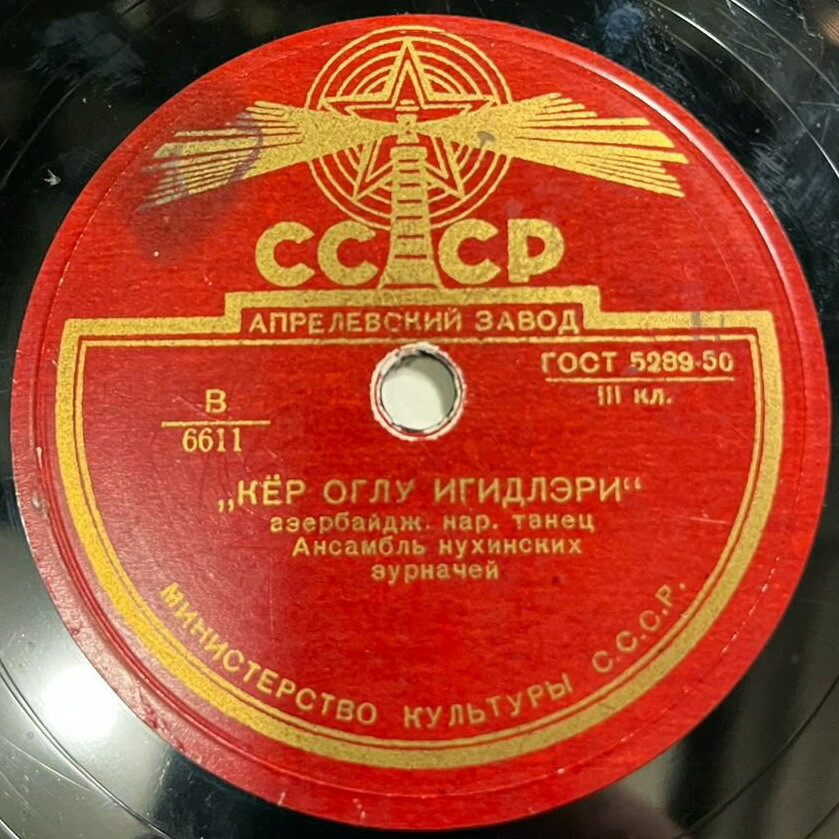 СССР
АПРЕЛЕВСКИЙ ЗАВОД
ГОСТ 5289-50
III кл.
В
6611
„КЁР ОГЛУ ИГИДЛЭРИ“
азербайдж. нар. танец
Ансамбль нухинских
зурначей
МИНИСТЕРСТВО КУЛЬТУРЫ С.С.С.Р.